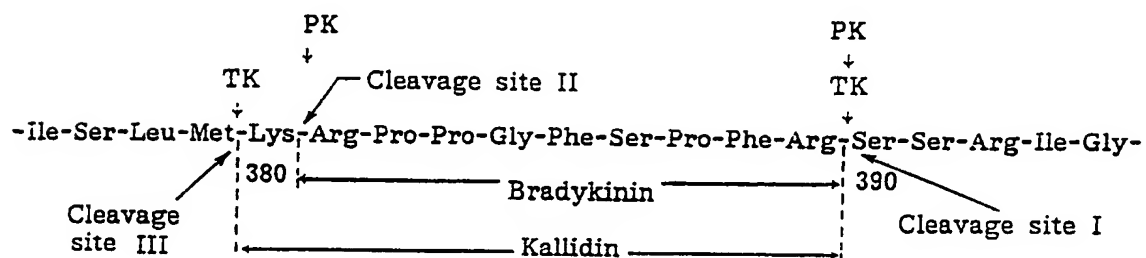 PK
PK
TK
Cleavage site II
TK
-Ile-Ser-Leu-Met-Lys-Arg-Pro-Pro-Gly-Phe-Ser-Pro-Phe-Arg-Ser-Ser-Arg-Ile-Gly-
380
Bradykinin
390
Cleavage
site III
Cleavage site I
Kallidin